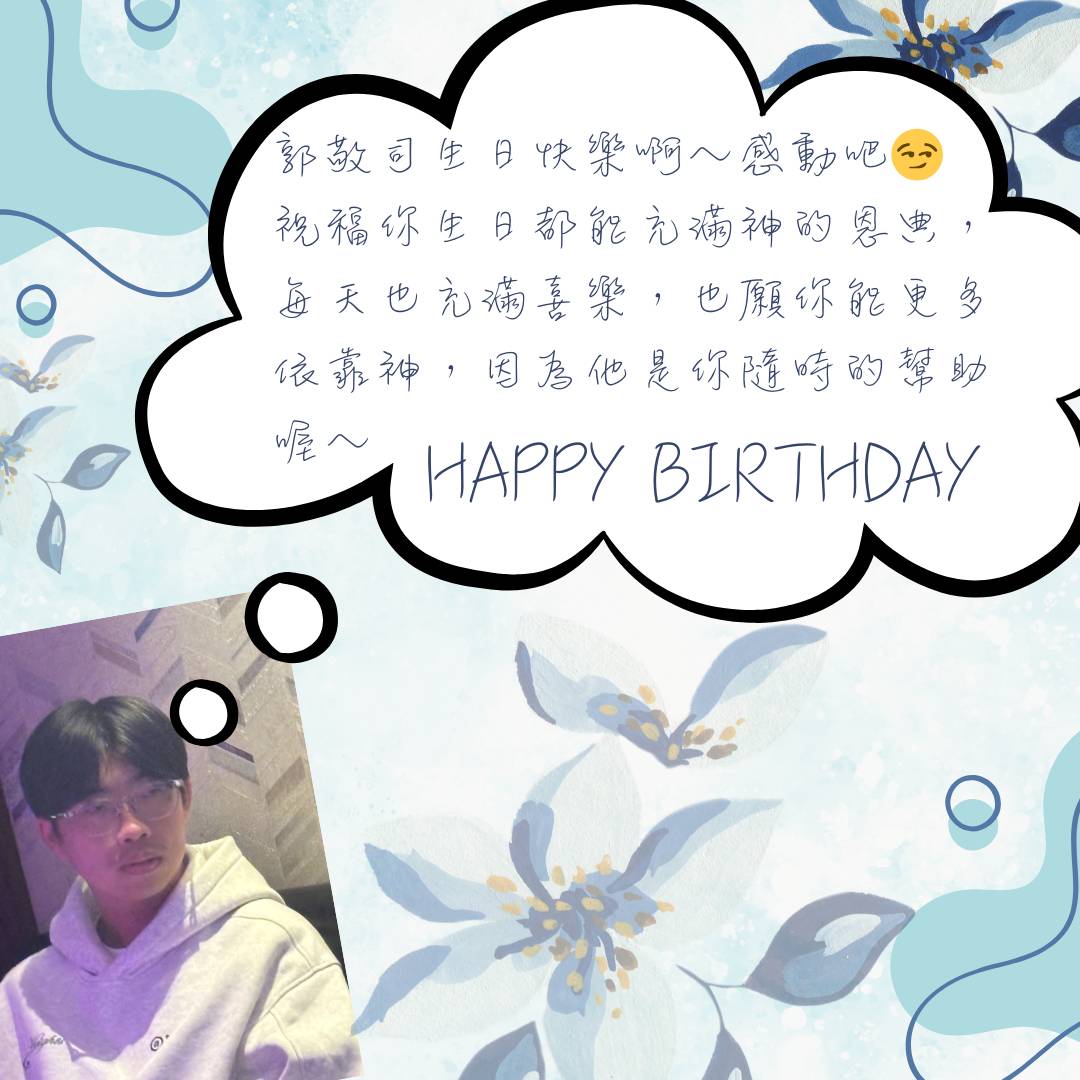 郭敬司生日快樂啊～感動吧😏
祝福你生日都能充滿神的恩典，
每天也充滿喜樂，也願你能更多
依靠神，因為他是你隨時的幫助
喔～
HAPPY BIRTHDAY
@"